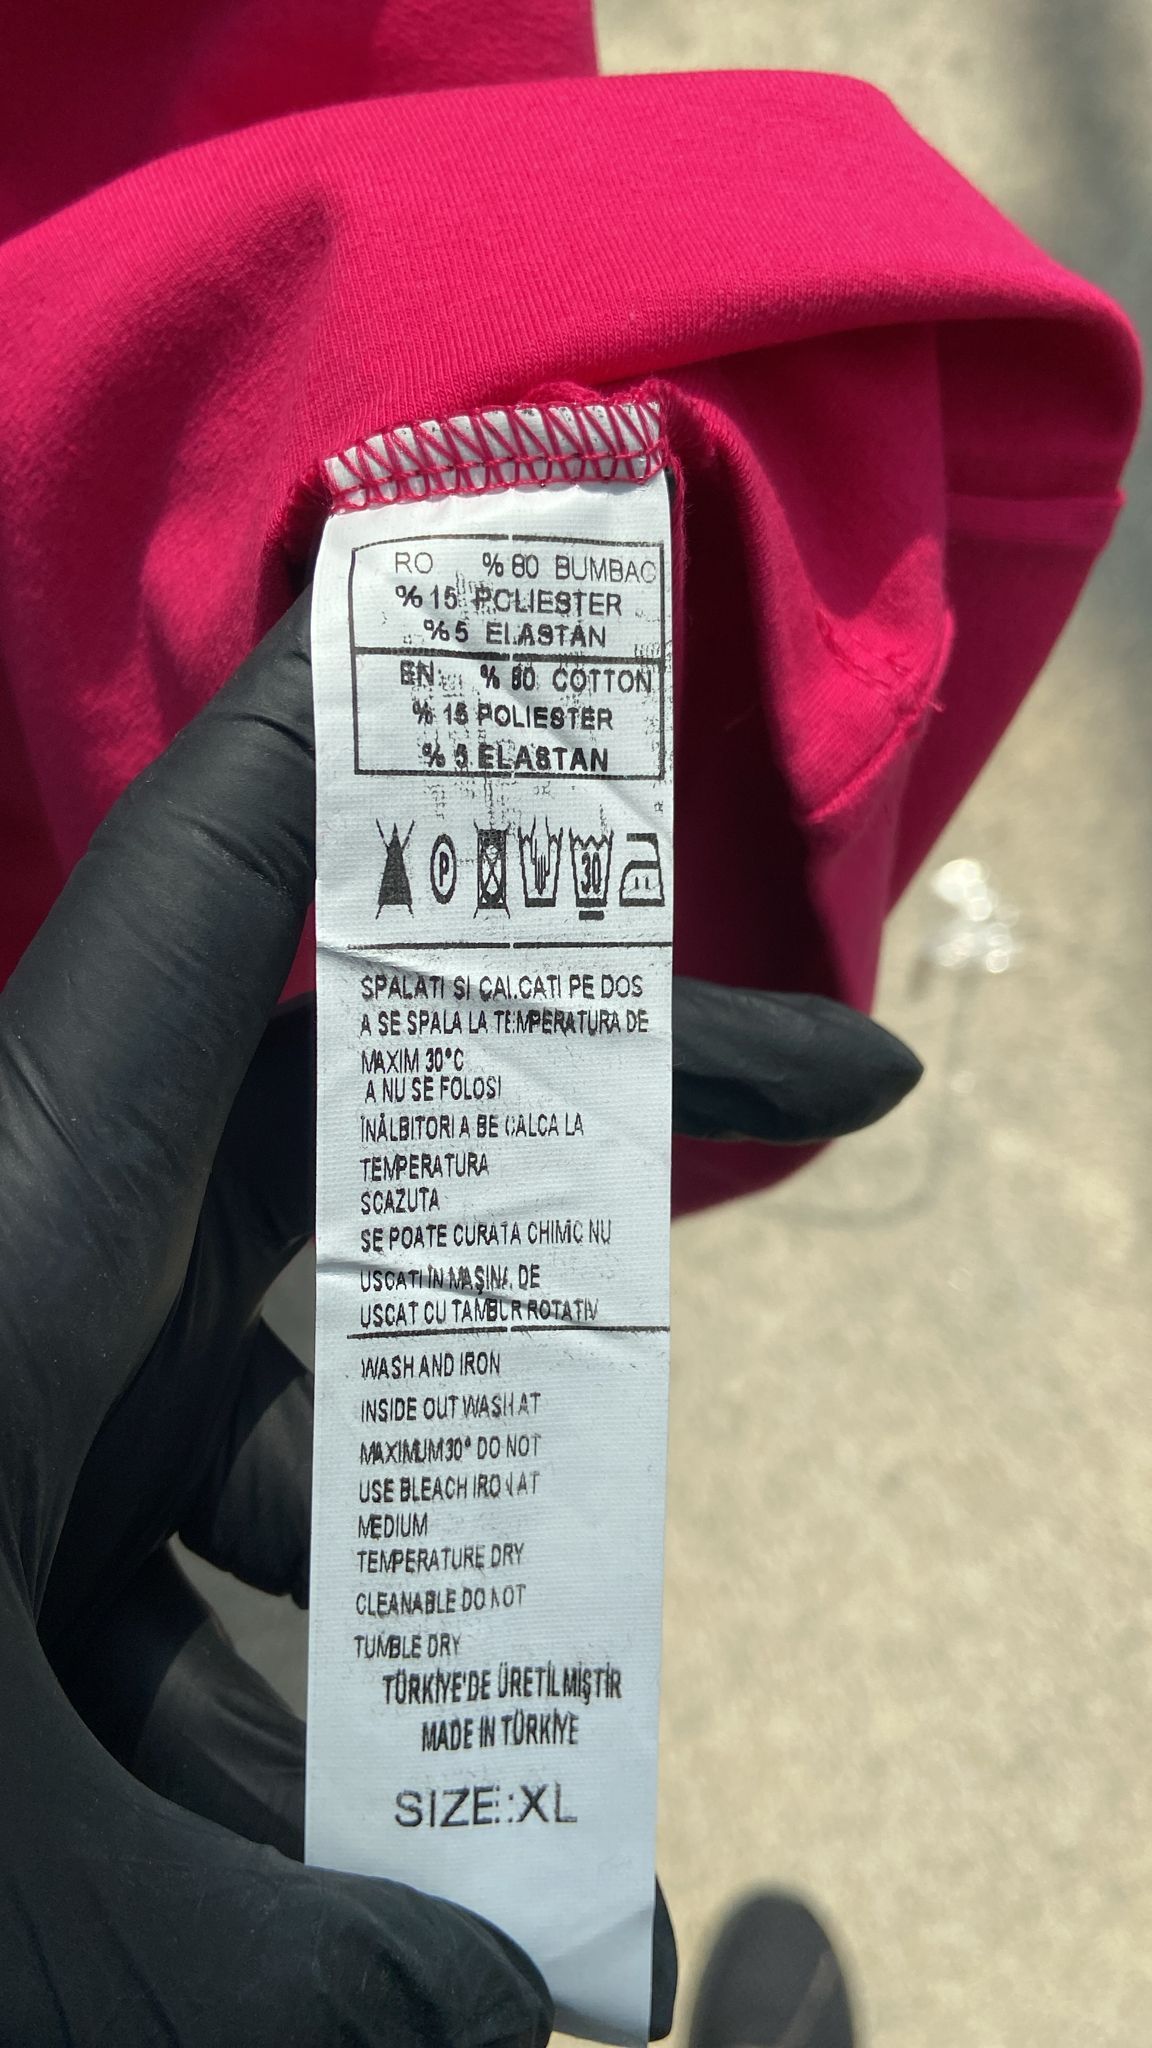 RO % 80 BUMBAC
% 15 POLIESTER
% 5 ELASTAN
EN % 80 COTTON
% 15 POLIESTER
% 5 ELASTAN
P
30
SPALATI SI CALCATI PE DOS
A SE SPALA LA TEMPERATURA DE
MAXIM 30°C
A NU SE FOLOSI
INĂLBITORI A BE CALCA LA
TEMPERATURA
SCAZUTA
SE POATE CURATA CHIMIC NU
USCATI IN MAŞINA DE
USCAT CU TAMBUR ROTATIV
WASH AND IRON
INSIDE OUT WASH AT
MAXIMUM 30° DO NOT
USE BLEACH IRON AT
MEDIUM
TEMPERATURE DRY
CLEANABLE DO NOT
TUMBLE DRY
TÜRKİYE'DE ÜRETİLMİŞTİR
MADE IN TÜRKİYE
SIZE::XL